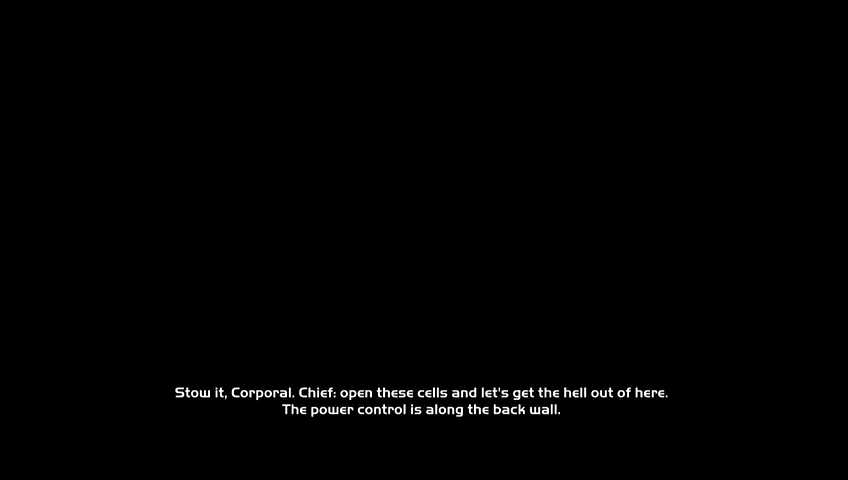 Stow it, Corporal. Chief: open these cells and let's get the hell out of here.
The power control is along the back wall.